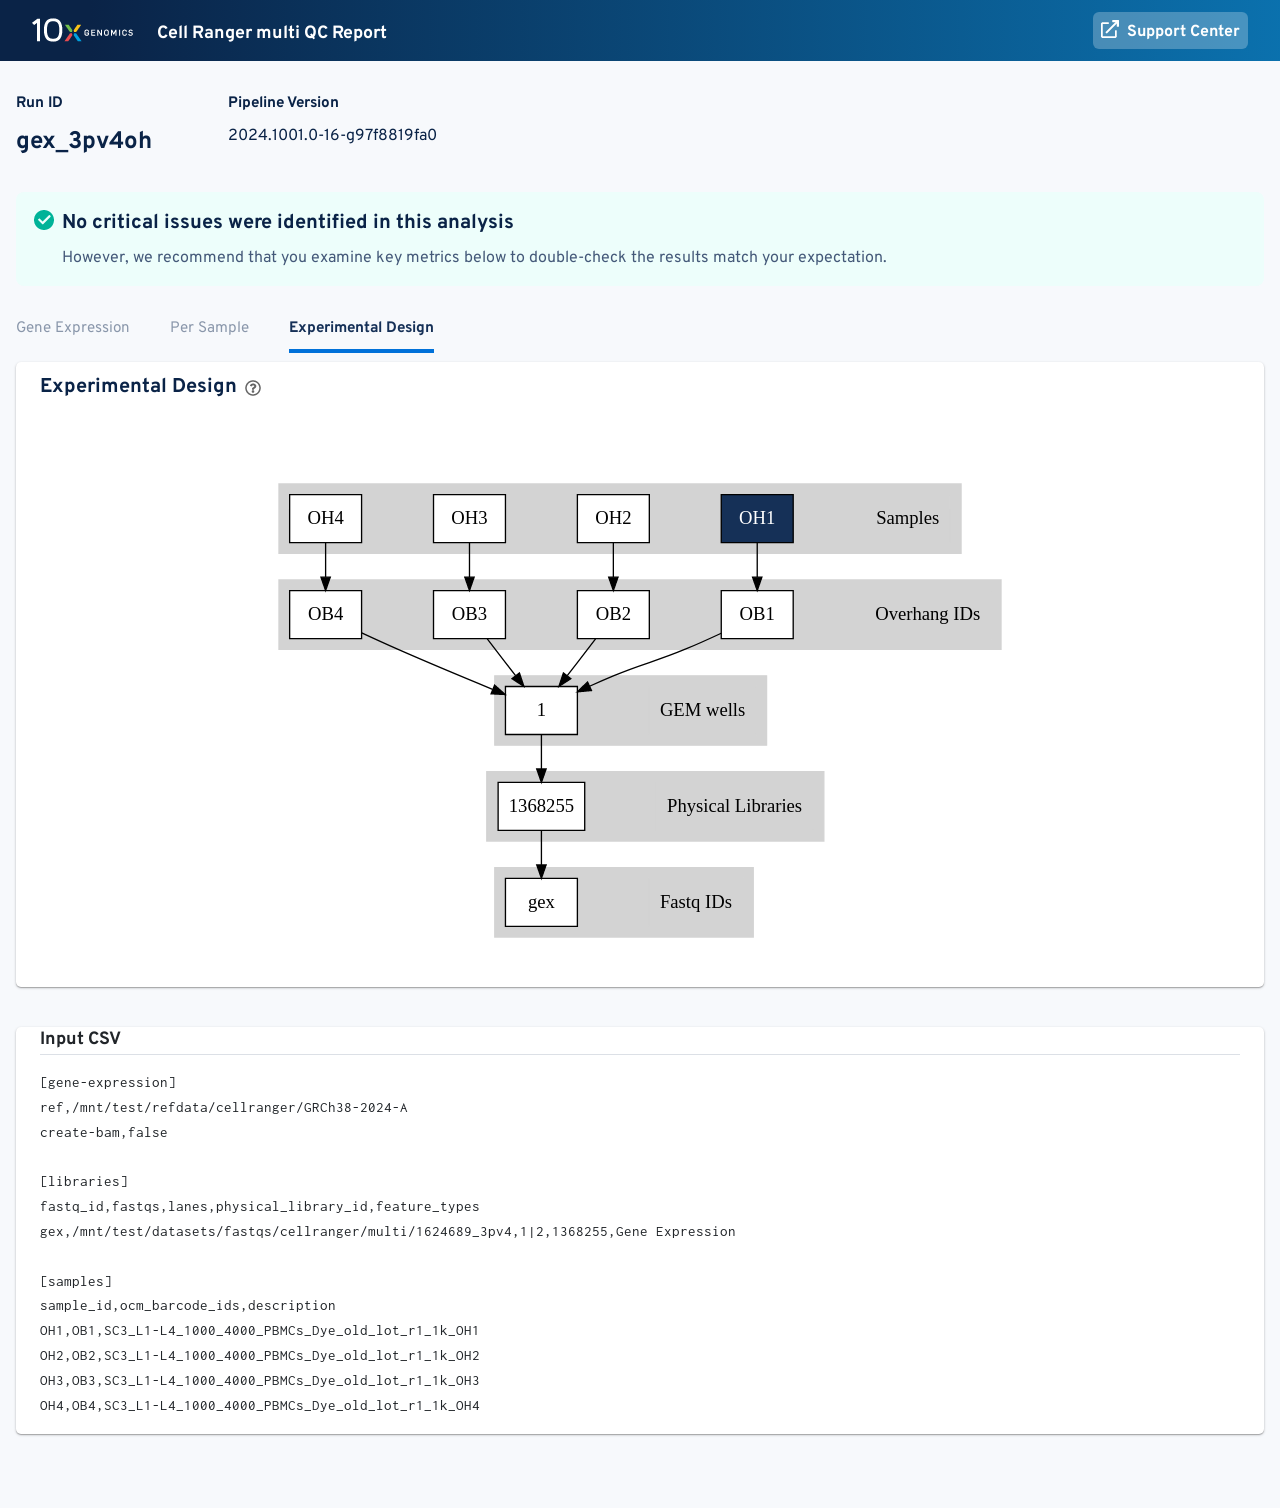 10X GENOMICS Cell Ranger multi QC Report Support Center
Run ID Pipeline Version
gex_3pv4oh 2024.1001.0-16-g97f8819fa0
No critical issues were identified in this analysis
However, we recommend that you examine key metrics below to double-check the results match your expectation.
Gene Expression Per Sample Experimental Design
Experimental Design ?
OH4 OH3 OH2 OH1 Samples
OB4 OB3 OB2 OB1 Overhang IDs
1 GEM wells
1368255 Physical Libraries
gex Fastq IDs
Input CSV
[gene-expression]
ref,/mnt/test/refdata/cellranger/GRCh38-2024-A
create-bam,false
[libraries]
fastq_id,fastqs,lanes,physical_library_id,feature_types
gex,/mnt/test/datasets/fastqs/cellranger/multi/1624689_3pv4,1|2,1368255,Gene Expression
[samples]
sample_id,ocm_barcode_ids,description
OH1,OB1,SC3_L1-L4_1000_4000_PBMCs_Dye_old_lot_r1_1k_OH1
OH2,OB2,SC3_L1-L4_1000_4000_PBMCs_Dye_old_lot_r1_1k_OH2
OH3,OB3,SC3_L1-L4_1000_4000_PBMCs_Dye_old_lot_r1_1k_OH3
OH4,OB4,SC3_L1-L4_1000_4000_PBMCs_Dye_old_lot_r1_1k_OH4